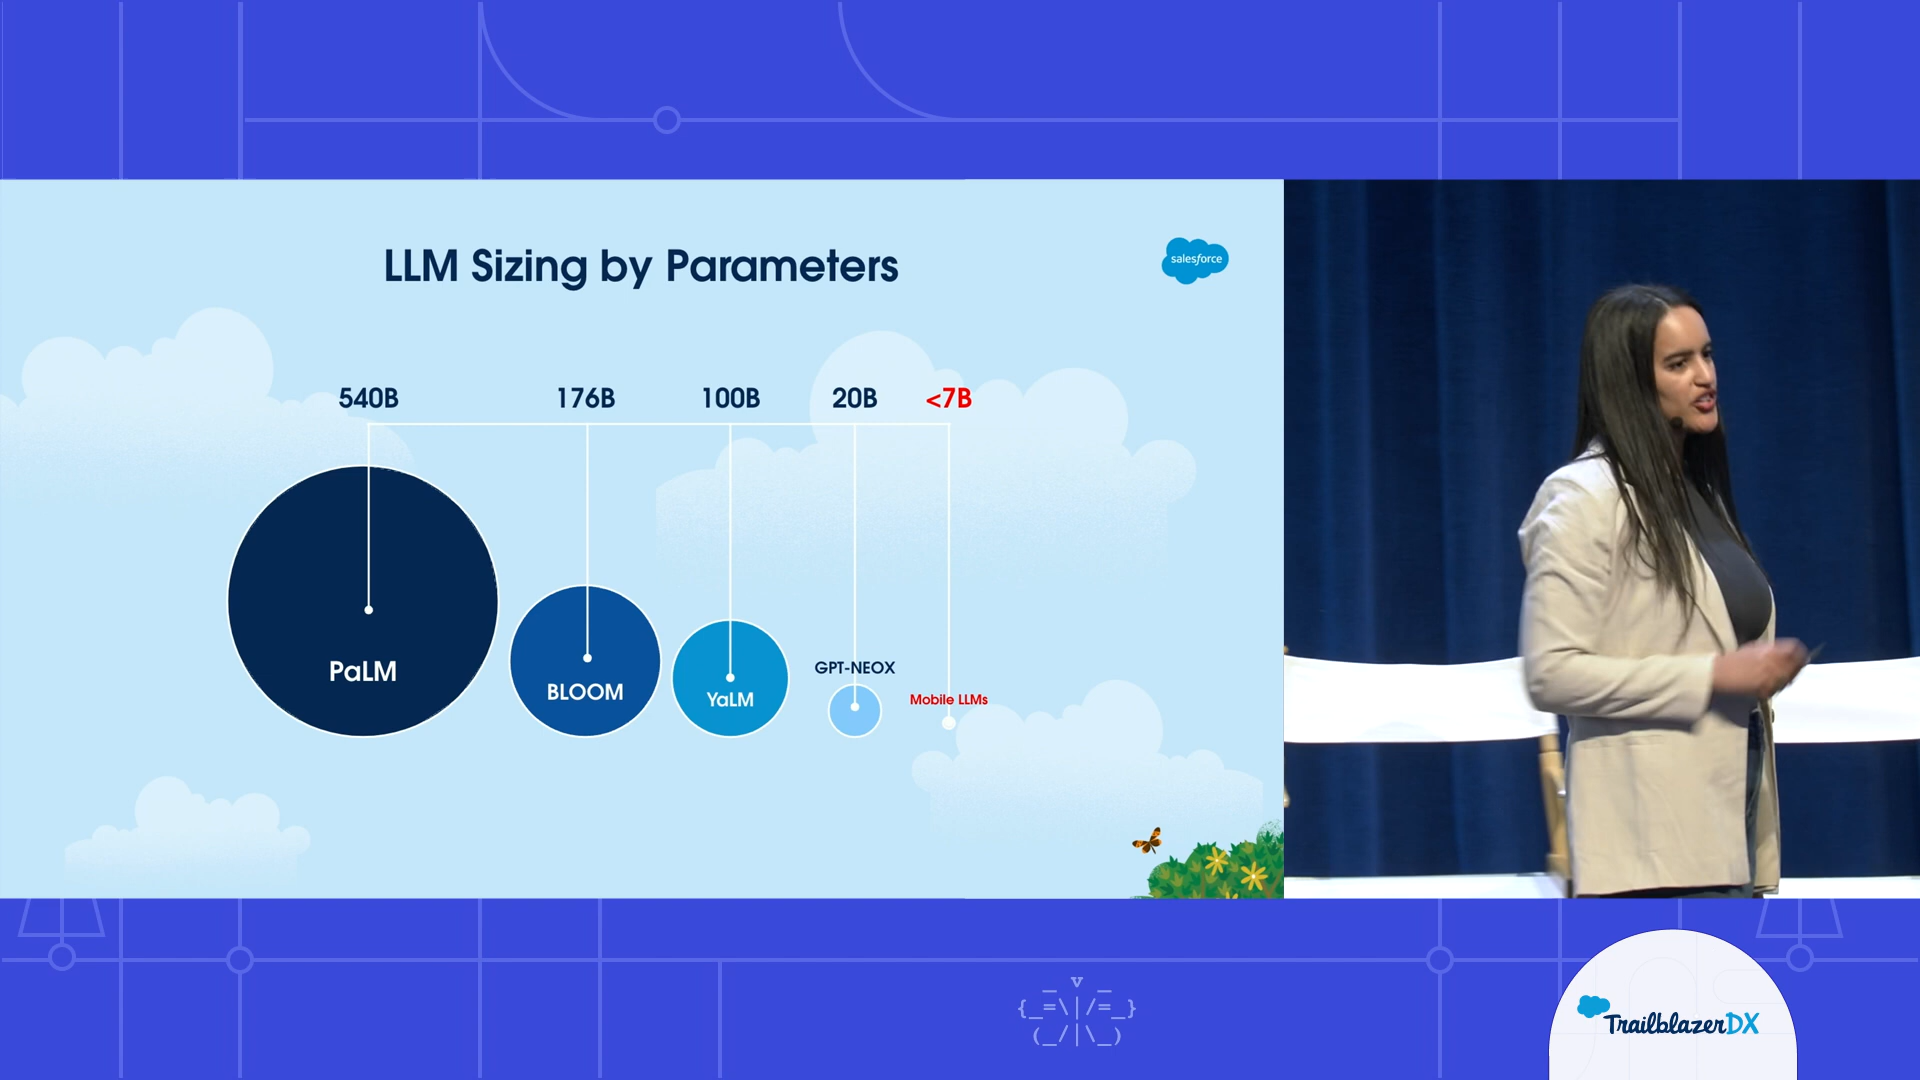 LLM Sizing by Parameters
salesforce
540B 176B 100B 20B <7B
PaLM
BLOOM
YaLM
GPT-NEOX
Mobile LLMs
TrailblazerDX